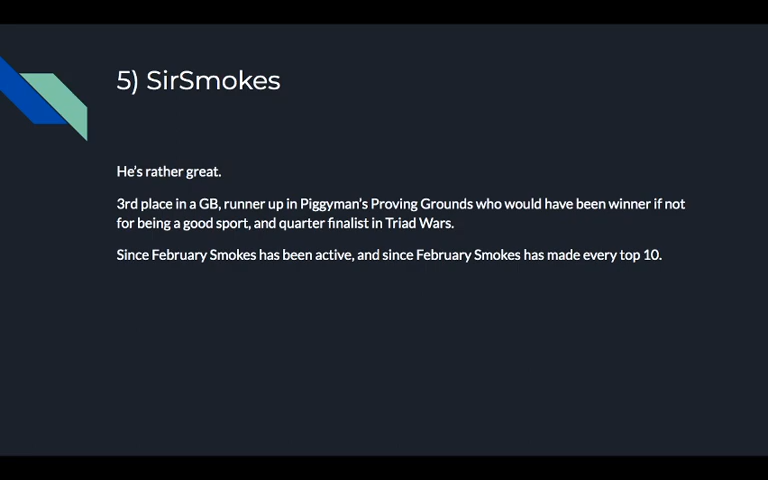 5) SirSmokes
He's rather great.
3rd place in a GB, runner up in Piggyman's Proving Grounds who would have been winner if not
for being a good sport, and quarter finalist in Triad Wars.
Since February Smokes has been active, and since February Smokes has made every top 10.